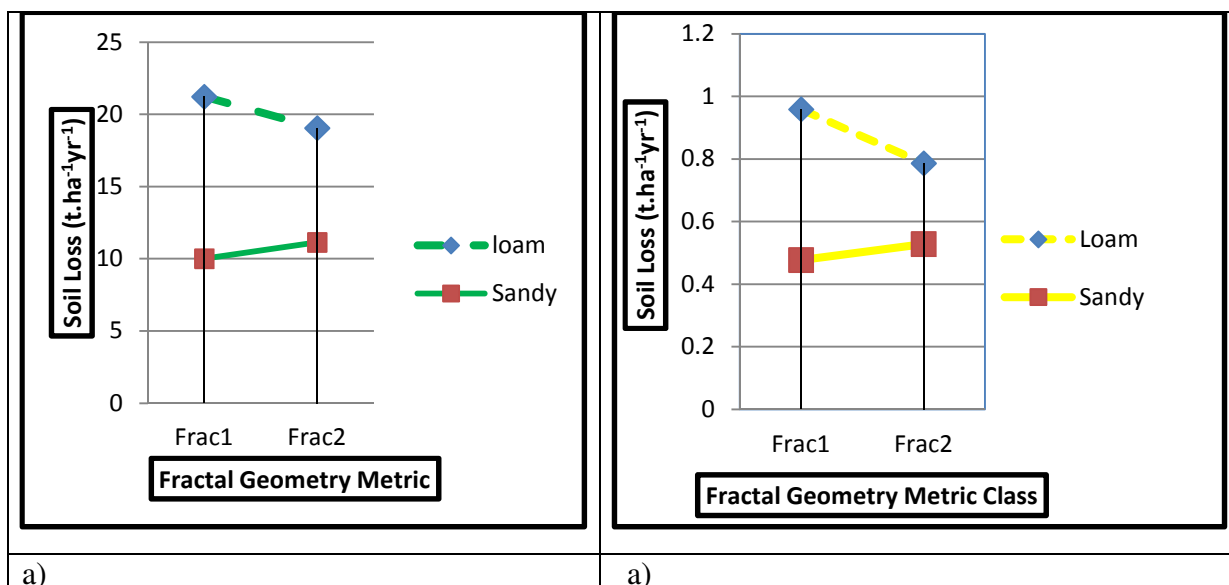 25
20
15
10
5
0
Soil Loss (t.ha-1yr-1)
Frac1 Frac2
Fractal Geometry Metric
loam
Sandy
a)
1.2
1
0.8
0.6
0.4
0.2
0
Soil Loss (t.ha-1yr-1)
Frac1 Frac2
Fractal Geometry Metric Class
Loam
Sandy
a)